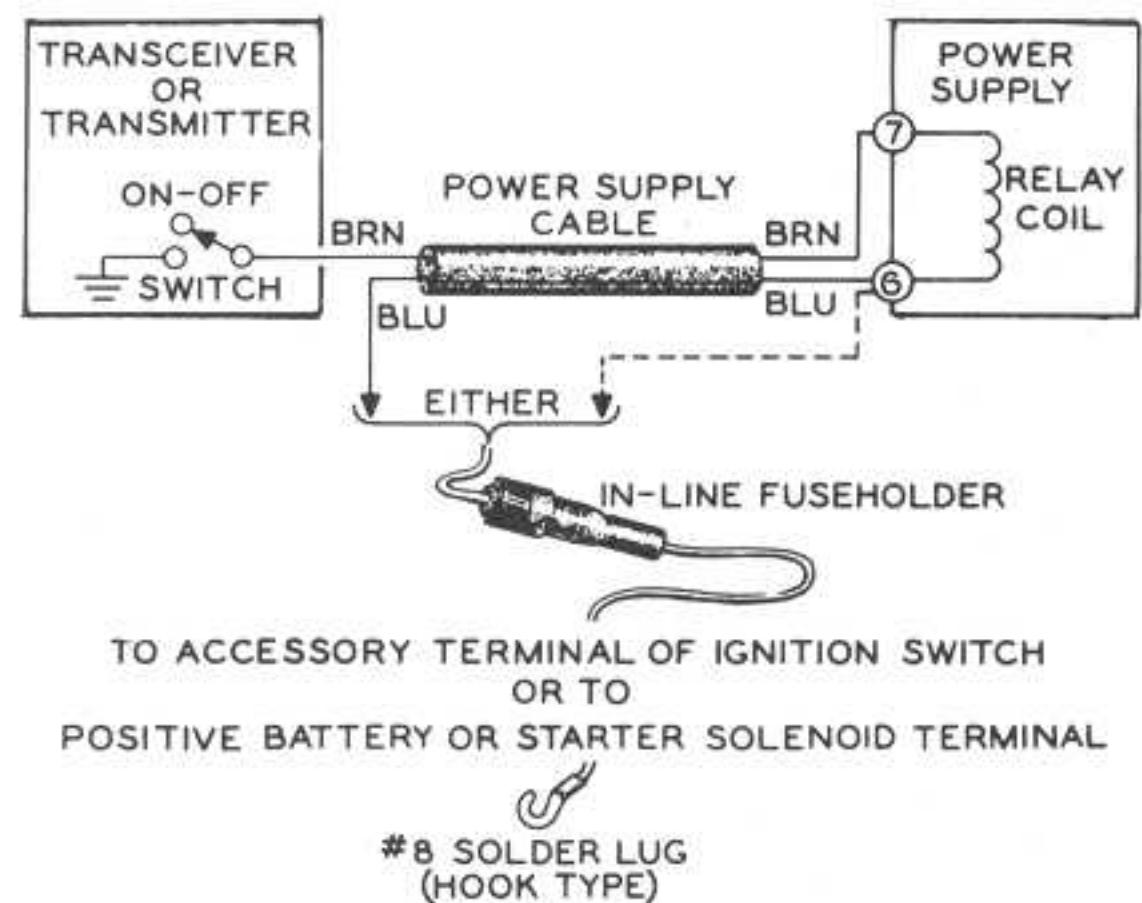 TRANSCEIVER
OR
TRANSMITTER
ON-OFF
SWITCH
BRN
BLU
POWER SUPPLY
CABLE
BRN
BLU
POWER
SUPPLY
7
RELAY
COIL
6
EITHER
IN-LINE FUSEHOLDER
TO ACCESSORY TERMINAL OF IGNITION SWITCH
OR TO
POSITIVE BATTERY OR STARTER SOLENOID TERMINAL
#8 SOLDER LUG
(HOOK TYPE)